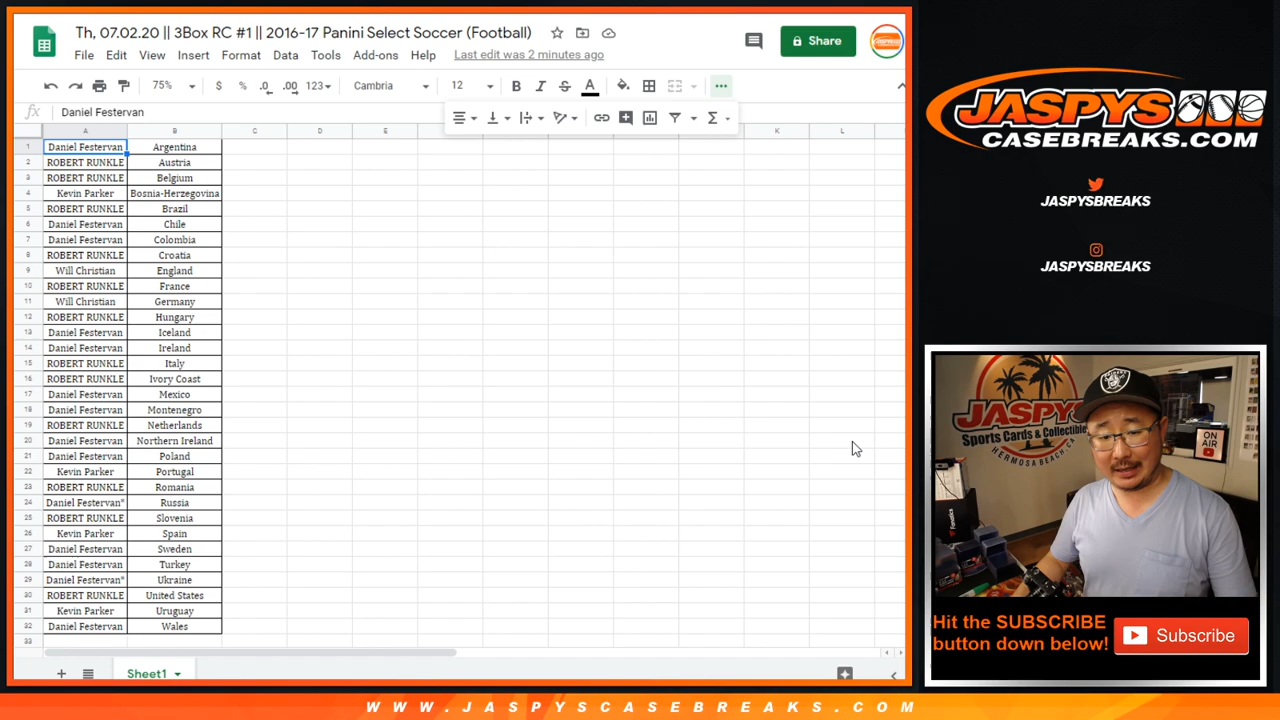 Th, 07.02.20 || 3Box RC #1 || 2016-17 Panini Select Soccer (Football)
File Edit View Insert Format Data Tools Add-ons Help Last edit was 2 minutes ago
Share
75% $ % .0 .00 123 Cambria 12 B I S A
fx Daniel Festervan
A B C D E K L
1 Daniel Festervan Argentina
2 ROBERT RUNKLE Austria
3 ROBERT RUNKLE Belgium
4 Kevin Parker Bosnia-Herzegovina
5 ROBERT RUNKLE Brazil
6 Daniel Festervan Chile
7 Daniel Festervan Colombia
8 ROBERT RUNKLE Croatia
9 Will Christian England
10 ROBERT RUNKLE France
11 Will Christian Germany
12 ROBERT RUNKLE Hungary
13 Daniel Festervan Iceland
14 Daniel Festervan Ireland
15 ROBERT RUNKLE Italy
16 ROBERT RUNKLE Ivory Coast
17 Daniel Festervan Mexico
18 Daniel Festervan Montenegro
19 ROBERT RUNKLE Netherlands
20 Daniel Festervan Northern Ireland
21 Daniel Festervan Poland
22 Kevin Parker Portugal
23 ROBERT RUNKLE Romania
24 Daniel Festervan* Russia
25 ROBERT RUNKLE Slovenia
26 Kevin Parker Spain
27 Daniel Festervan Sweden
28 Daniel Festervan Turkey
29 Daniel Festervan* Ukraine
30 ROBERT RUNKLE United States
31 Kevin Parker Uruguay
32 Daniel Festervan Wales
33
Sheet1
JASPYS
CASEBREAKS.COM
JASPYSBREAKS
JASPYSBREAKS
JASPYS
Sports Cards & Collectible
HERMOSA BEACH, CA
RAIDERS
ON
AIR
Fanatics
Hit the SUBSCRIBE
button down below!
Subscribe
WWW.JASPYSCASEBREAKS.COM